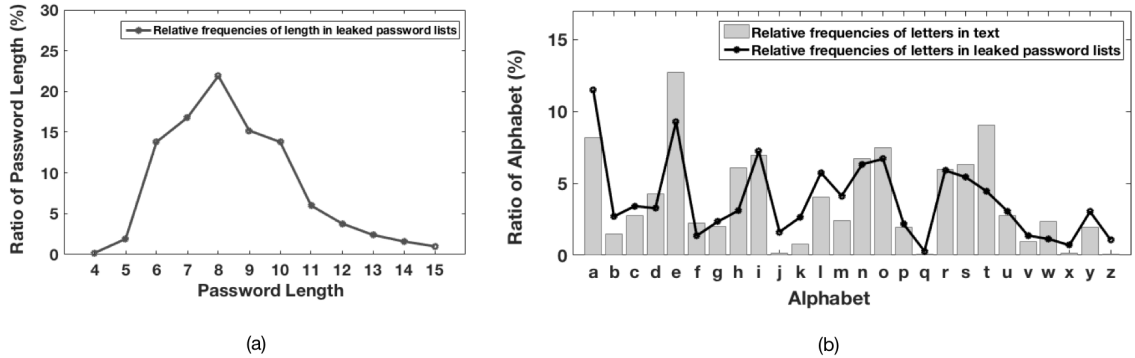 Ratio of Password Length (%)
30
25
20
15
10
5
0
Relative frequencies of length in leaked password lists
4 5 6 7 8 9 10 11 12 13 14 15
Password Length
(a)
Ratio of Alphabet (%)
15
10
5
0
Relative frequencies of letters in text
Relative frequencies of letters in leaked password lists
a b c d e f g h i j k l m n o p q r s t u v w x y z
Alphabet
(b)